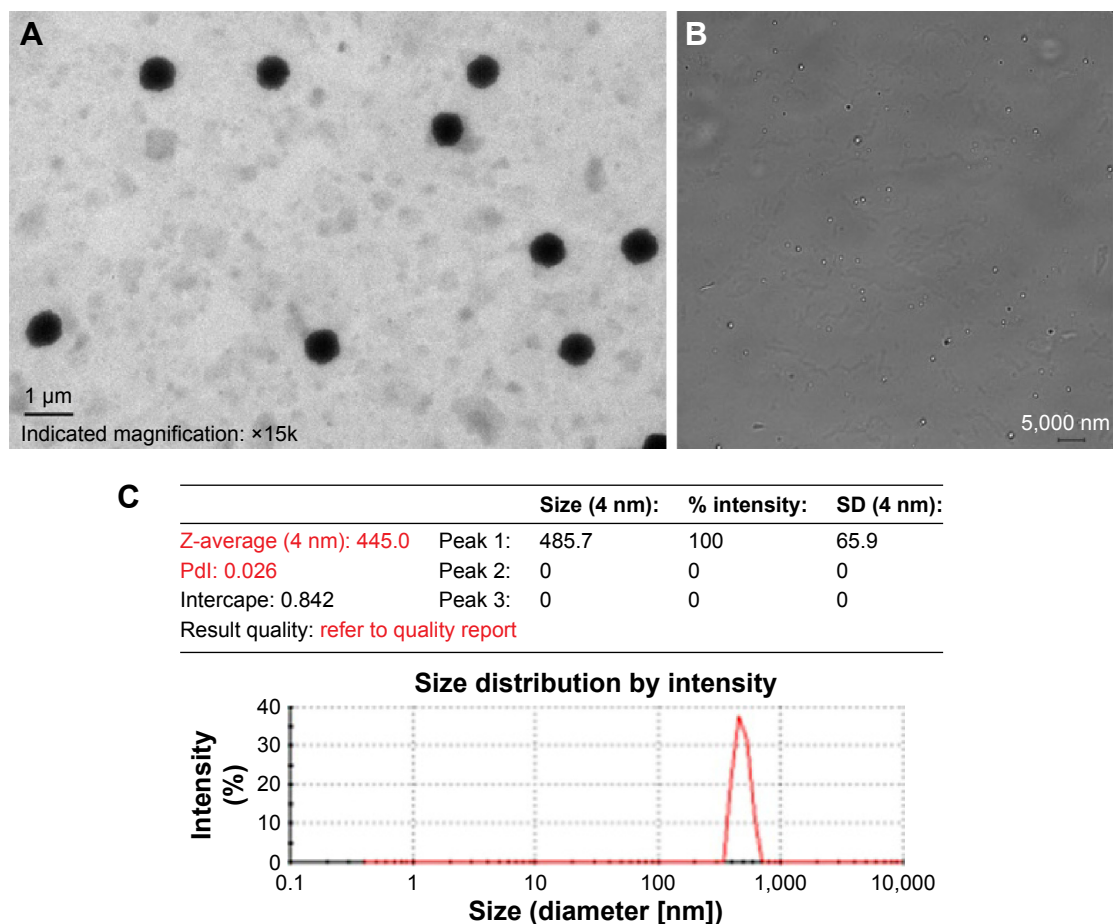 A
1 µm
Indicated magnification: ×15k
B
5,000 nm
C
Size (4 nm): % intensity: SD (4 nm):
Z-average (4 nm): 445.0 Peak 1: 485.7 100 65.9
PdI: 0.026 Peak 2: 0 0 0
Intercape: 0.842 Peak 3: 0 0 0
Result quality: refer to quality report
Size distribution by intensity
Intensity
(%)
40
30
20
10
0
0.1 1 10 100 1,000 10,000
Size (diameter [nm])